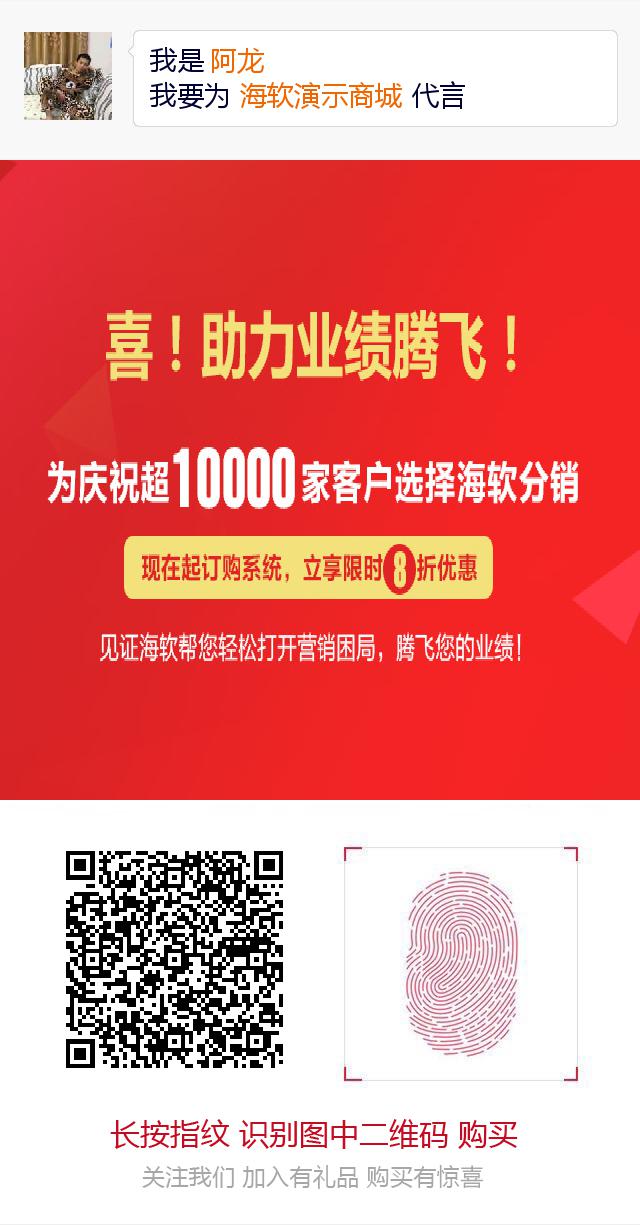 我是 阿龙
我要为 海软演示商城 代言
喜！助力业绩腾飞！
为庆祝超10000家客户选择海软分销
现在起订购系统，立享限时8折优惠
见证海软帮您轻松打开营销困局，腾飞您的业绩！
长按指纹 识别图中二维码 购买
关注我们 加入有礼品 购买有惊喜